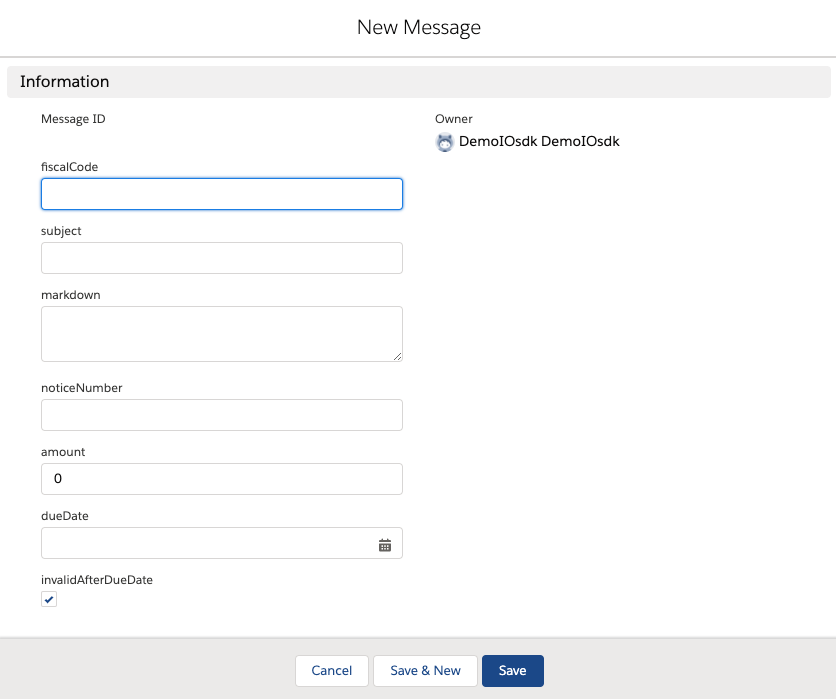 New Message
Information
Message ID
Owner
DemoIOsdk DemoIOsdk
fiscalCode
subject
markdown
noticeNumber
amount
0
dueDate
invalidAfterDueDate
Cancel
Save & New
Save